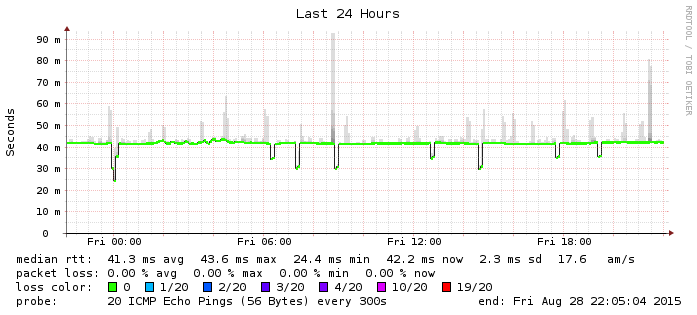 Last 24 Hours
RRDTOOL / TOBI OETIKER
Seconds
90 m
80 m
70 m
60 m
50 m
40 m
30 m
20 m
10 m
0
Fri 00:00 Fri 06:00 Fri 12:00 Fri 18:00
median rtt: 41.3 ms avg 43.6 ms max 24.4 ms min 42.2 ms now 2.3 ms sd 17.6 am/s
packet loss: 0.00 % avg 0.00 % max 0.00 % min 0.00 % now
loss color: 0 1/20 2/20 3/20 4/20 10/20 19/20
probe: 20 ICMP Echo Pings (56 Bytes) every 300s end: Fri Aug 28 22:05:04 2015